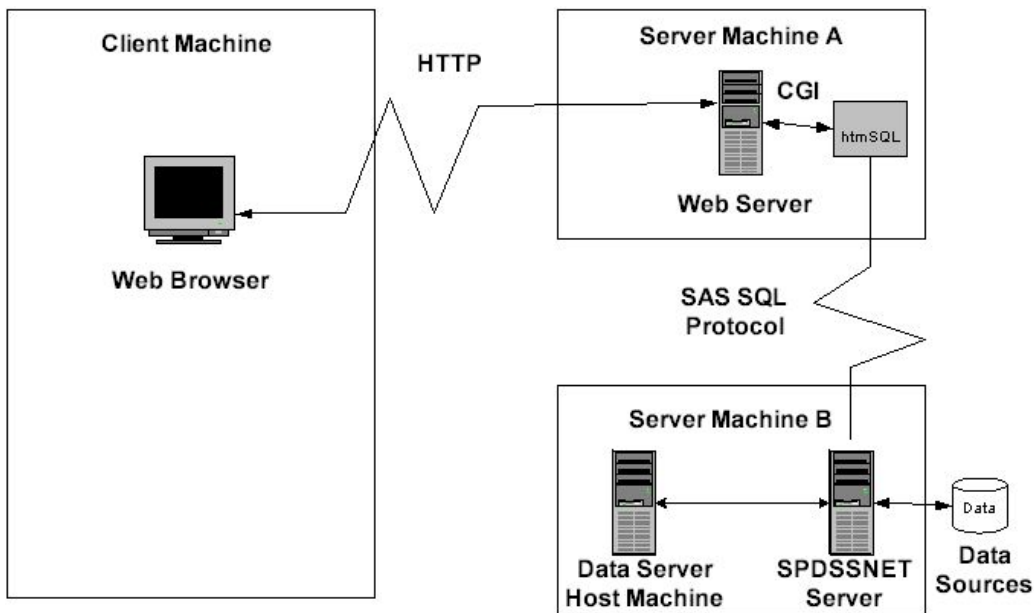 Client Machine
HTTP
Server Machine A
CGI
htmSQL
Web Server
Web Browser
SAS SQL
Protocol
Server Machine B
Data
Data Server
Host Machine
SPDSSNET
Server
Data
Sources